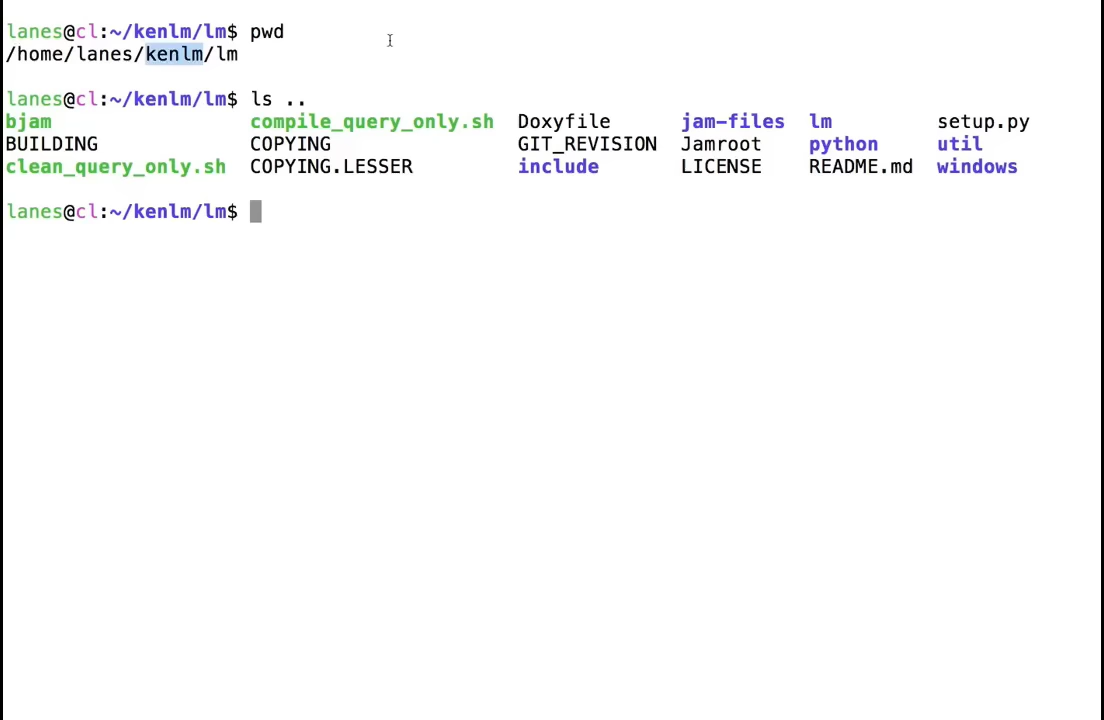 lanes@cl:~/kenlm/lm$ pwd
/home/lanes/kenlm/lm
lanes@cl:~/kenlm/lm$ ls ..
bjam compile_query_only.sh Doxyfile jam-files lm setup.py
BUILDING COPYING GIT_REVISION Jamroot python util
clean_query_only.sh COPYING.LESSER include LICENSE README.md windows
lanes@cl:~/kenlm/lm$